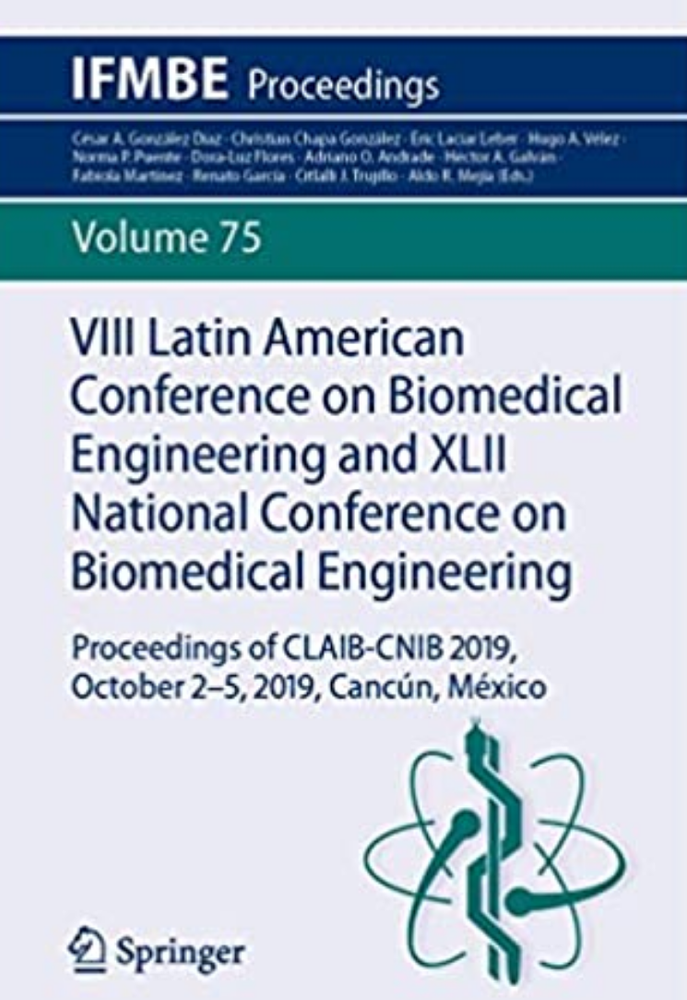 IFMBE Proceedings
César A. González Díaz · Christian Chapa González · Eric Laciar Leber · Hugo A. Vélez ·
Norma P. Puente · Dora-Luz Flores · Adriano O. Andrade · Héctor A. Galván ·
Fabiola Martínez · Renato García · Citlalli J. Trujillo · Aldo R. Mejía (Eds.)
Volume 75
VIII Latin American
Conference on Biomedical
Engineering and XLII
National Conference on
Biomedical Engineering
Proceedings of CLAIB-CNIB 2019,
October 2–5, 2019, Cancún, México
Springer